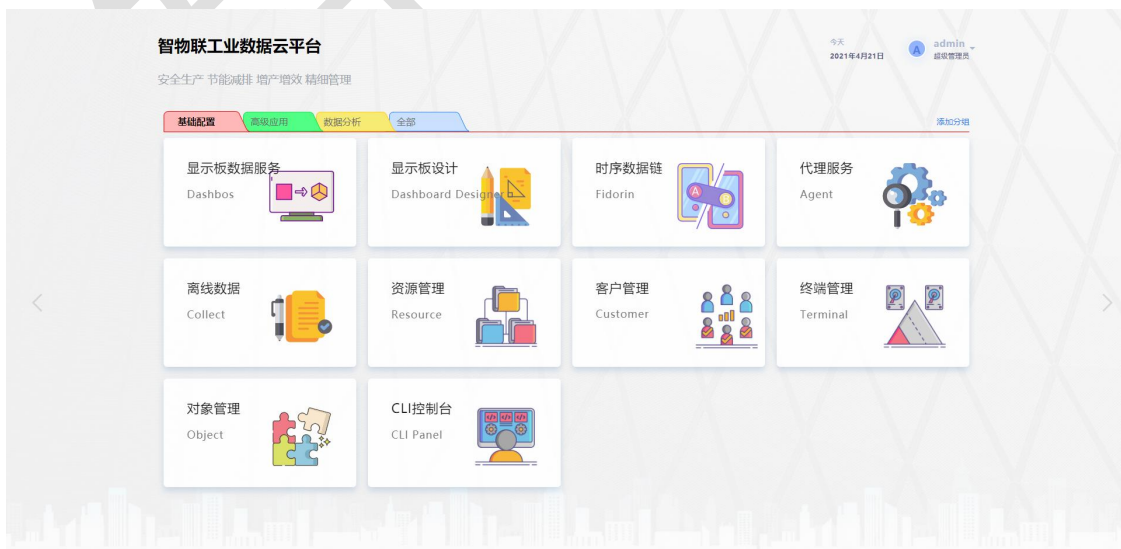 智物联工业数据云平台
今天
2021年4月21日
A
admin
超级管理员
安全生产 节能减排 增产增效 精细管理
基础配置
高级应用
数据分析
全部
添加分组
显示板数据服务
Dashbos
显示板设计
Dashboard Designer
时序数据链
Fidorin
A
B
代理服务
Agent
离线数据
Collect
资源管理
Resource
客户管理
Customer
终端管理
Terminal
对象管理
Object
CLI控制台
CLI Panel